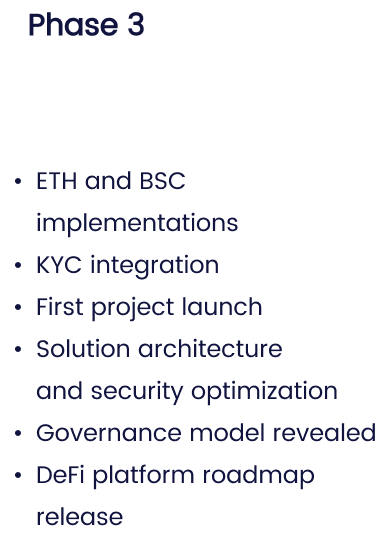 Phase 3
• ETH and BSC
implementations
• KYC integration
• First project launch
• Solution architecture
and security optimization
• Governance model revealed
• DeFi platform roadmap
release